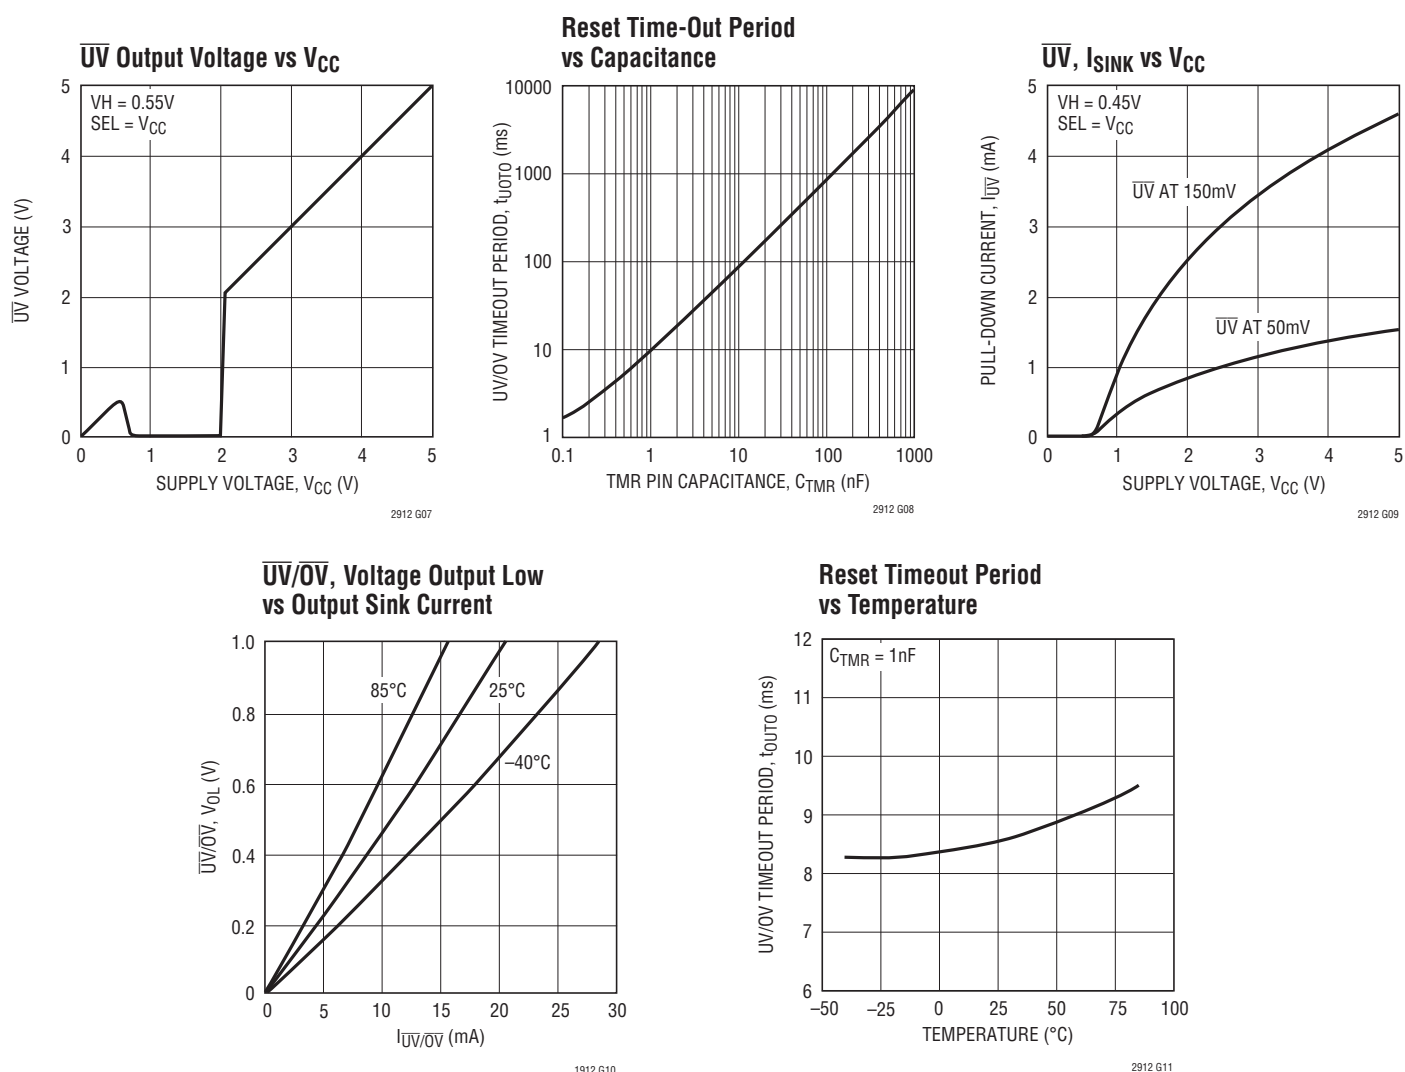 UV Output Voltage vs VCC
5
4
3
2
1
0
UV VOLTAGE (V)
VH = 0.55V
SEL = VCC
0 1 2 3 4 5
SUPPLY VOLTAGE, VCC (V)
2912 G07
Reset Time-Out Period
vs Capacitance
10000
1000
100
10
1
UV/OV TIMEOUT PERIOD, tUOTO (ms)
0.1 1 10 100 1000
TMR PIN CAPACITANCE, CTMR (nF)
2912 G08
UV, ISINK vs VCC
5
4
3
2
1
0
PULL-DOWN CURRENT, IUV (mA)
VH = 0.45V
SEL = VCC
UV AT 150mV
UV AT 50mV
0 1 2 3 4 5
SUPPLY VOLTAGE, VCC (V)
2912 G09
UV/OV, Voltage Output Low
vs Output Sink Current
1.0
0.8
0.6
0.4
0.2
0
UV/OV, VOL (V)
85°C
25°C
–40°C
0 5 10 15 20 25 30
IUV/OV (mA)
1912 G10
Reset Timeout Period
vs Temperature
12
11
10
9
8
7
6
UV/OV TIMEOUT PERIOD, tOUTO (ms)
CTMR = 1nF
–50 –25 0 25 50 75 100
TEMPERATURE (°C)
2912 G11